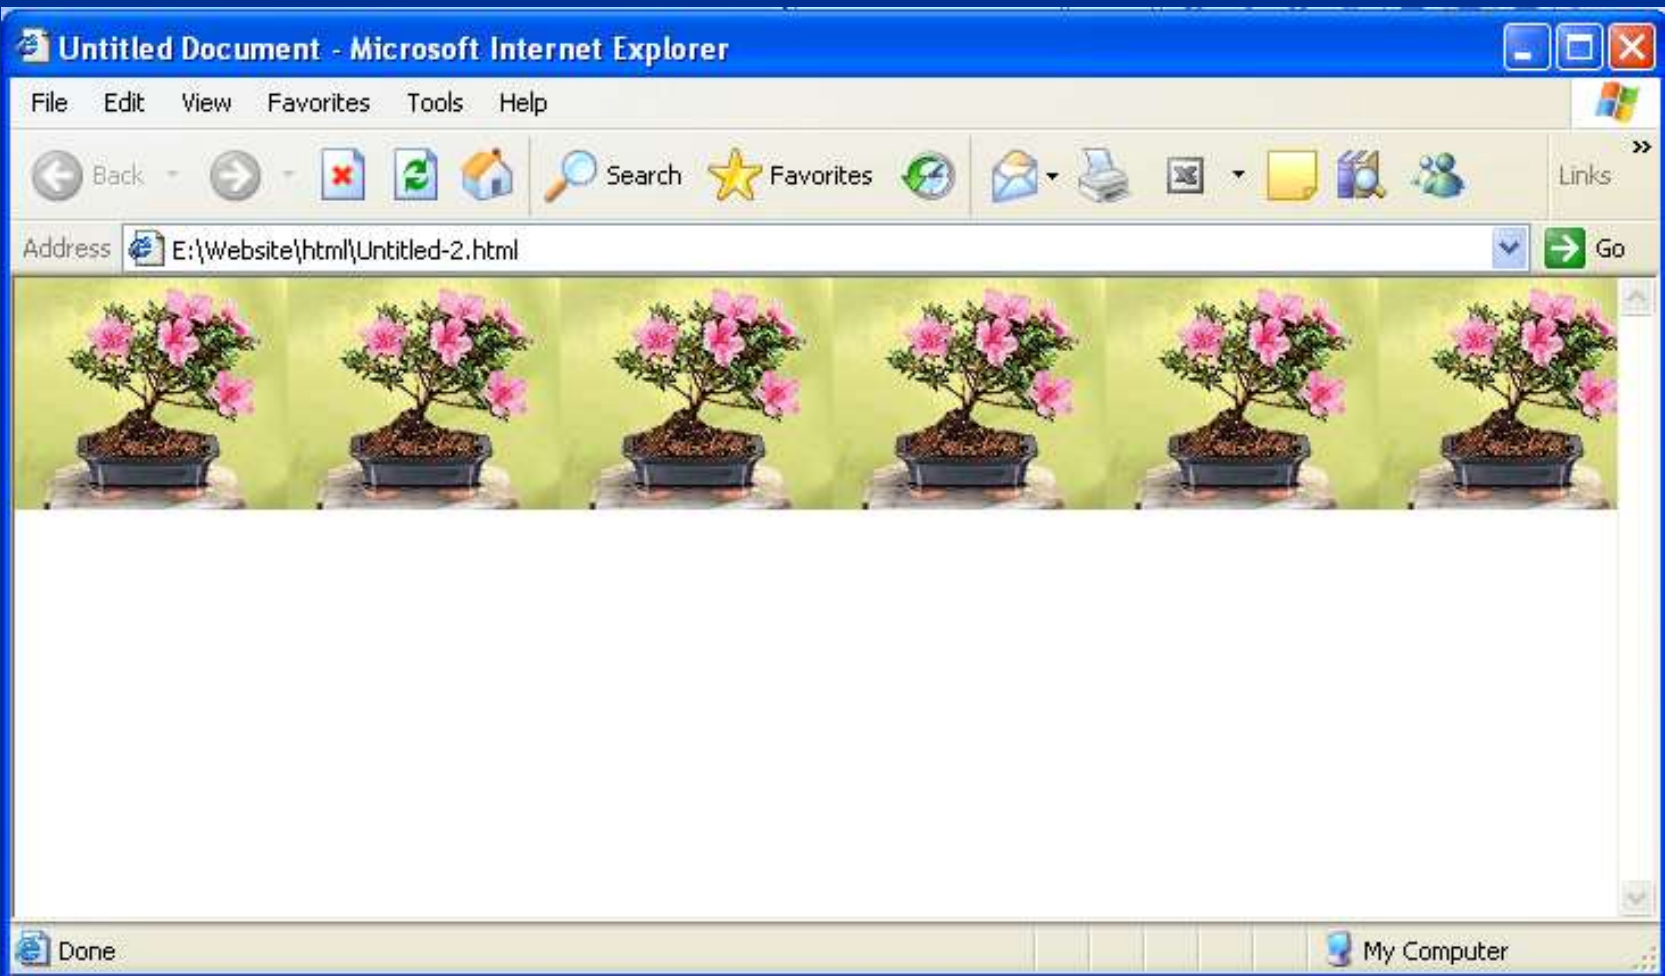 Untitled Document - Microsoft Internet Explorer
File Edit View Favorites Tools Help
Back Search Favorites Links
Address E:\Website\html\Untitled-2.html Go
Done My Computer